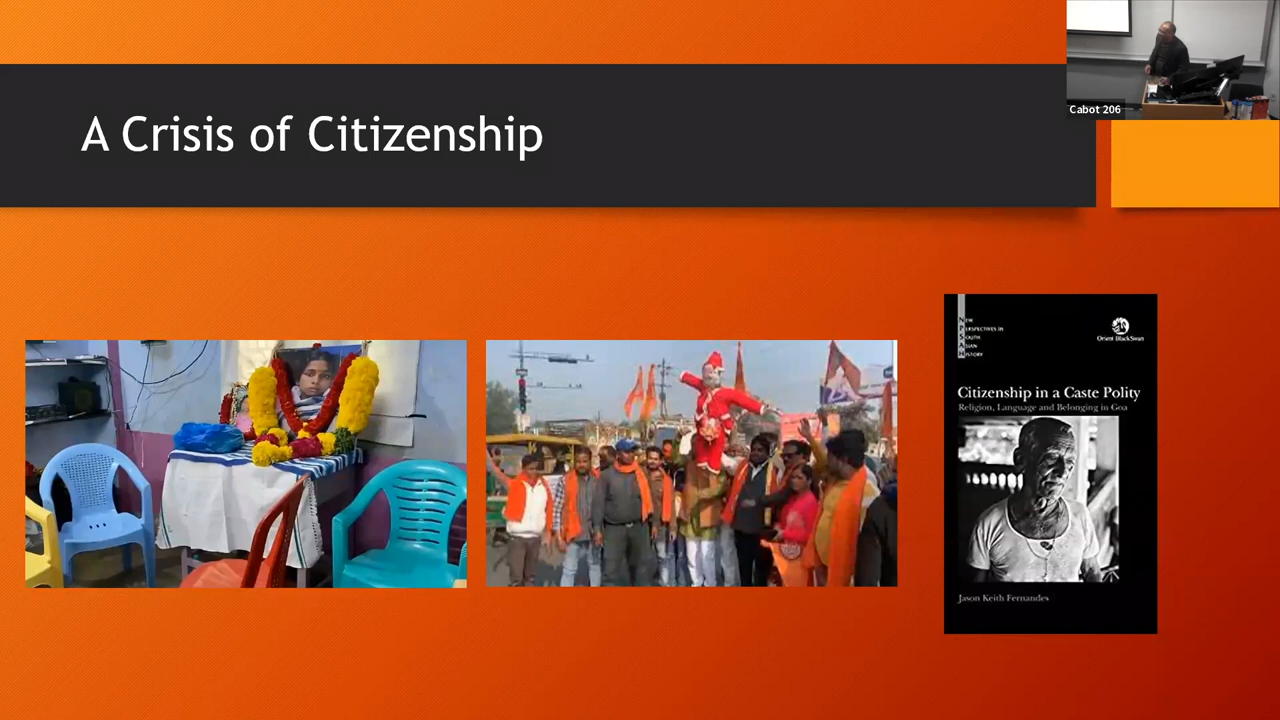 Cabot 206
A Crisis of Citizenship
NEW
PERSPECTIVES IN
SOUTH
ASIAN
HISTORY
Orient BlackSwan
Citizenship in a Caste Polity
Religion, Language and Belonging in Goa
Jason Keith Fernandes